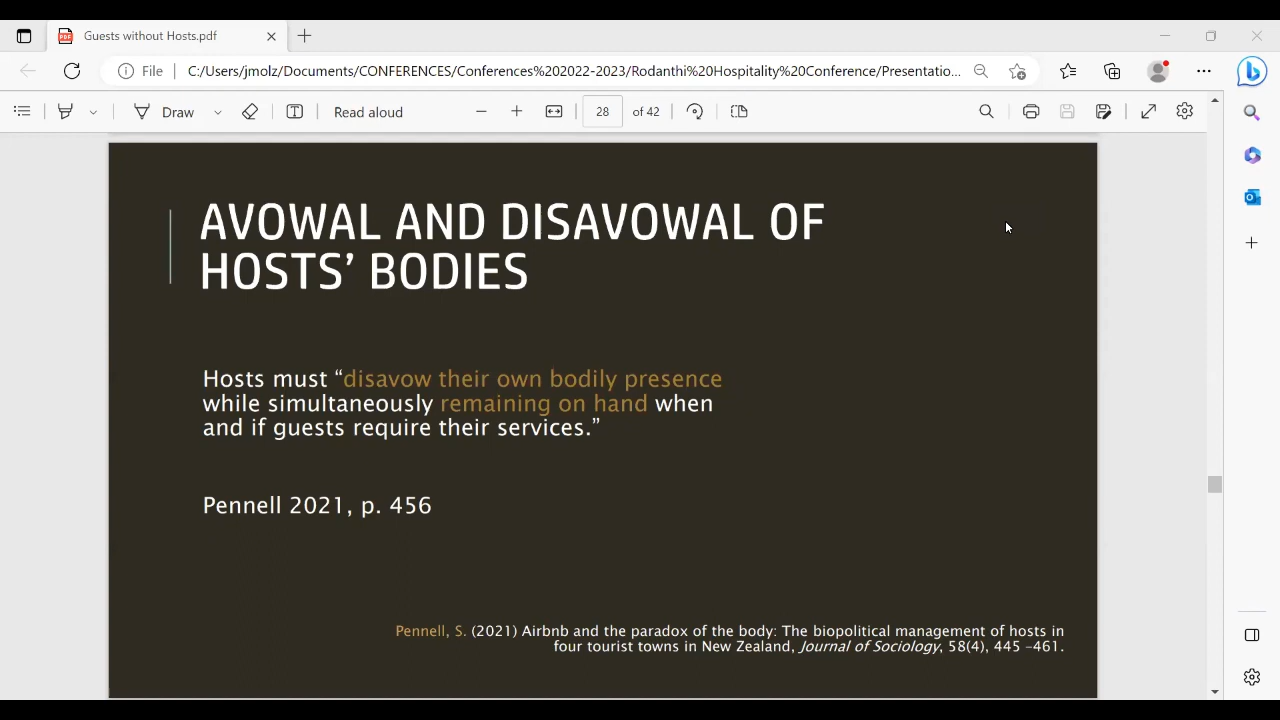 Guests without Hosts.pdf
File
C:/Users/jmolz/Documents/CONFERENCES/Conferences%202022-2023/Rodanthi%20Hospitality%20Conference/Presentatio...
Draw
Read aloud
28
of 42
AVOWAL AND DISAVOWAL OF
HOSTS’ BODIES
Hosts must “disavow their own bodily presence
while simultaneously remaining on hand when
and if guests require their services.”
Pennell 2021, p. 456
Pennell, S. (2021) Airbnb and the paradox of the body: The biopolitical management of hosts in
four tourist towns in New Zealand, Journal of Sociology, 58(4), 445 –461.